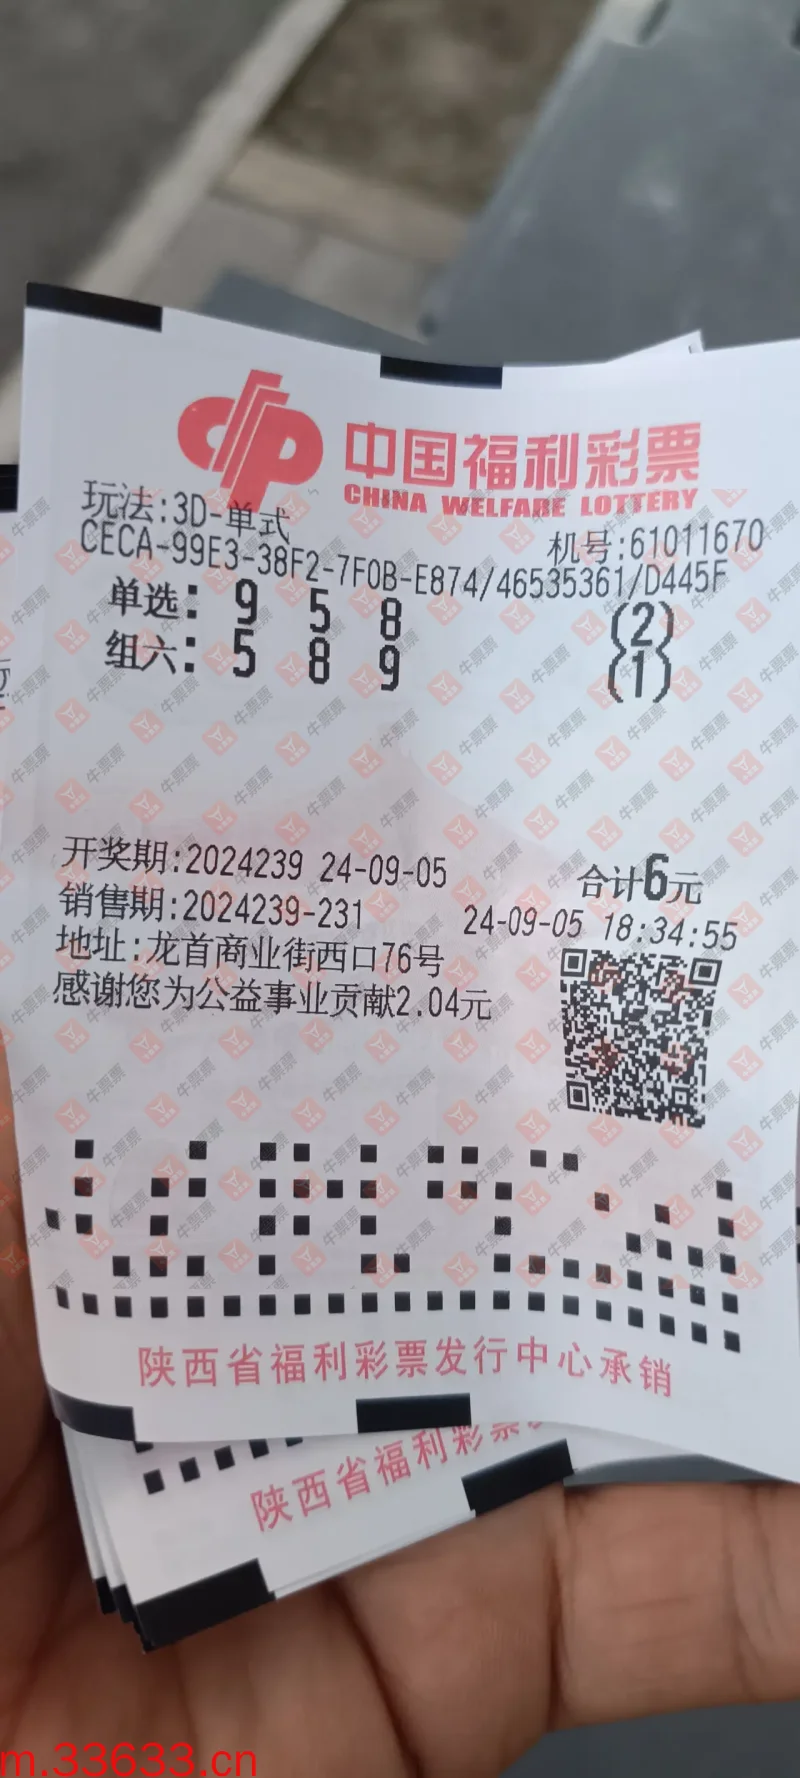 中国福利彩票
CHINA WELFARE LOTTERY
玩法:3D-单式
机号:61011670
CECA-99E3-38F2-7F0B-E874/46535361/D445F
单选: 9 5 8 (2)
组六: 5 8 9 (1)
开奖期:2024239 24-09-05
合计6元
销售期:2024239-231 24-09-05 18:34:55
地址:龙首商业街西口76号
感谢您为公益事业贡献2.04元
牛票票
陕西省福利彩票发行中心承销
陕西省福利彩票
m.33633.cn